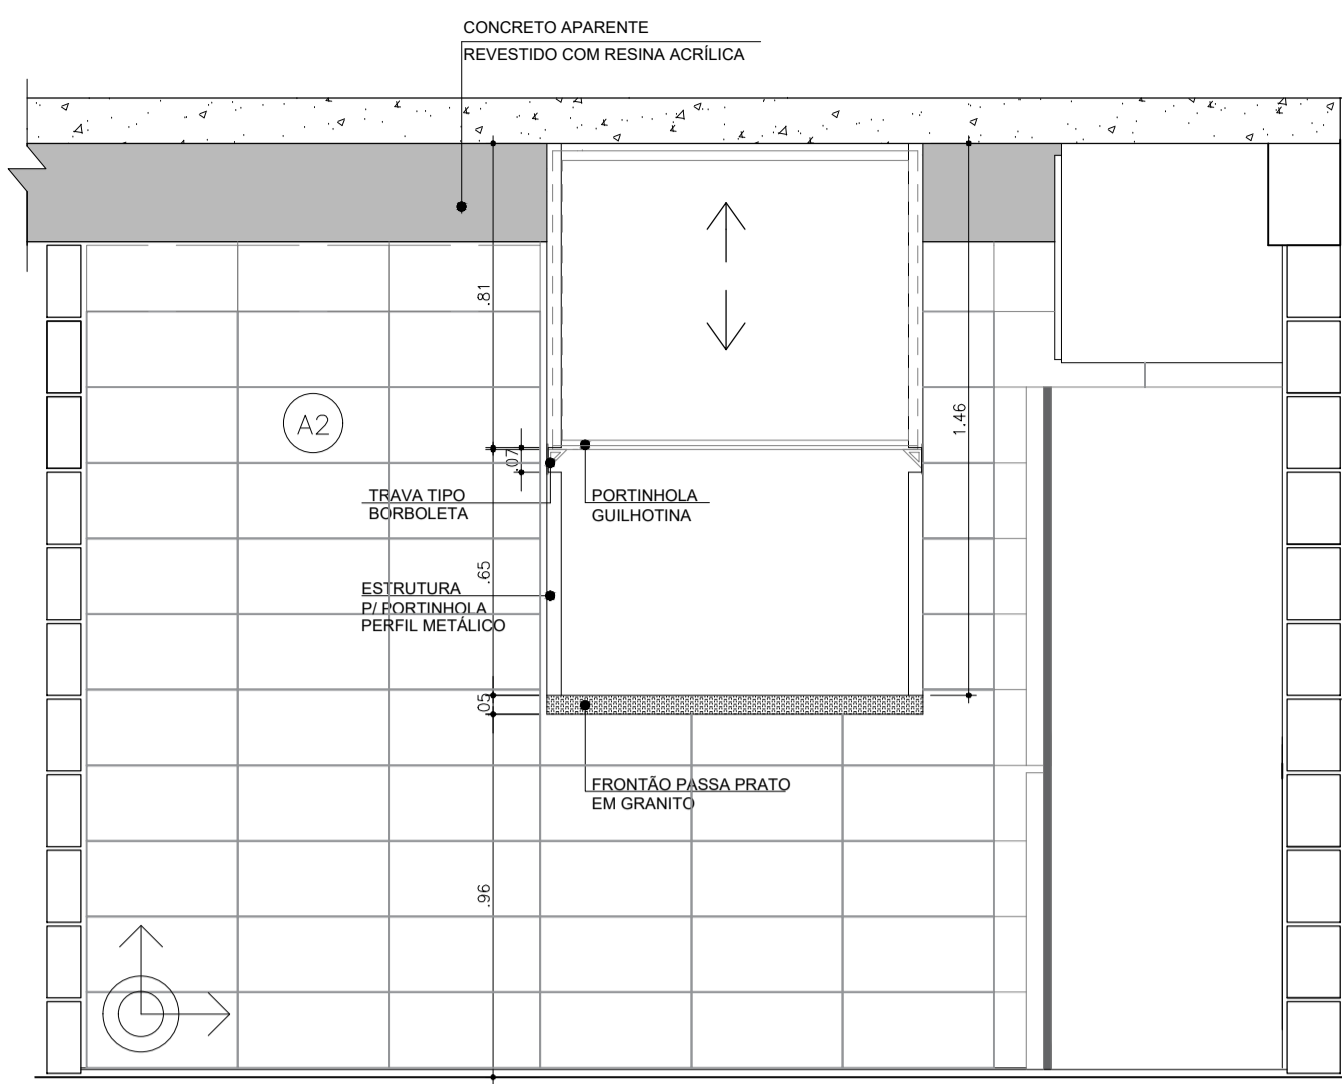 CONCRETO APARENTE
REVESTIDO COM RESINA ACRÍLICA
.81
A2
1.46
.07
TRAVA TIPO
BORBOLETA
PORTINHOLA
GUILHOTINA
.65
ESTRUTURA
P/ PORTINHOLA
PERFIL METÁLICO
.05
FRONTÃO PASSA PRATO
EM GRANITO
.96